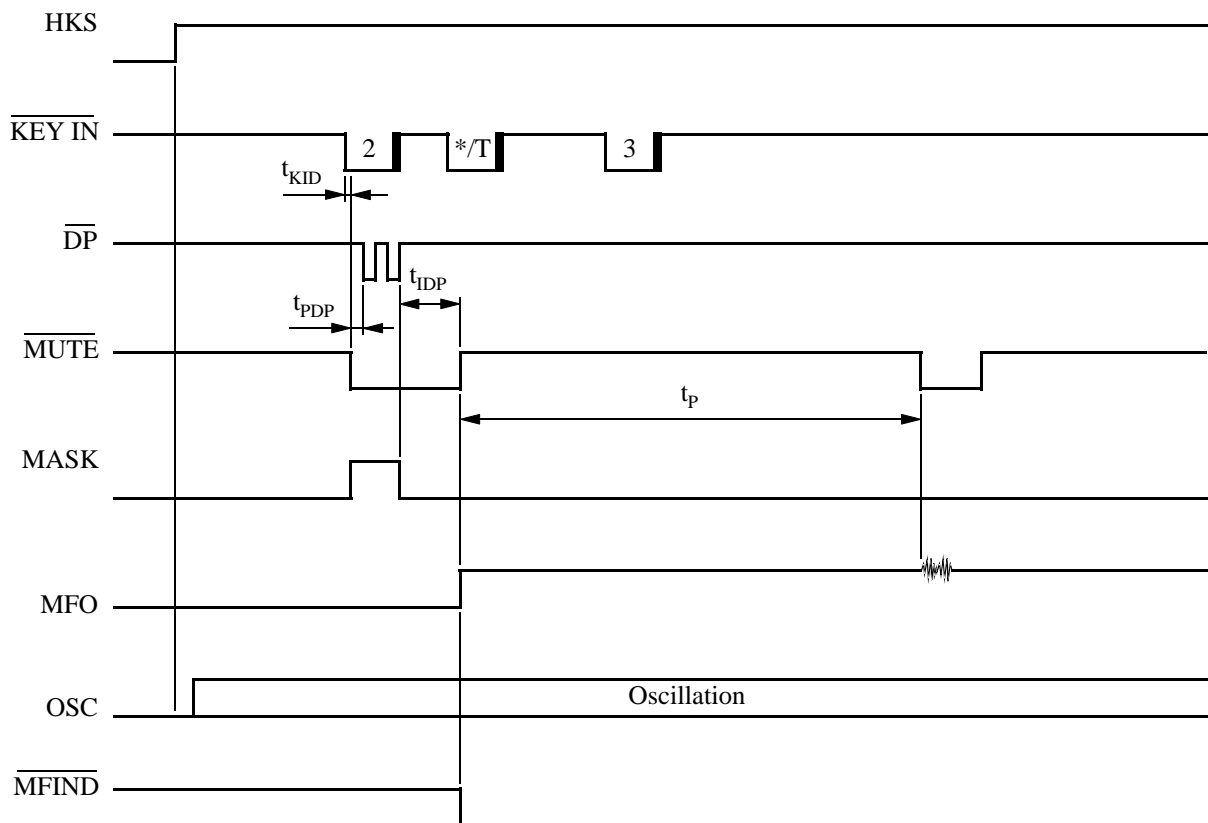 HKS
KEY IN
2
*/T
3
tKID
DP
tIDP
tPDP
MUTE
tP
MASK
MFO
Oscillation
OSC
MFIND